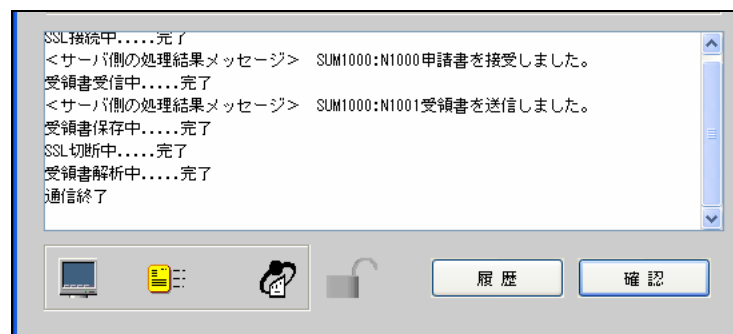 SSL接続中.....完了
<サーバ側の処理結果メッセージ> SUM1000:N1000申請書を接受しました。
受領書受信中.....完了
<サーバ側の処理結果メッセージ> SUM1000:N1001受領書を送信しました。
受領書保存中.....完了
SSL切断中.....完了
受領書解析中.....完了
通信終了
履歴
確認